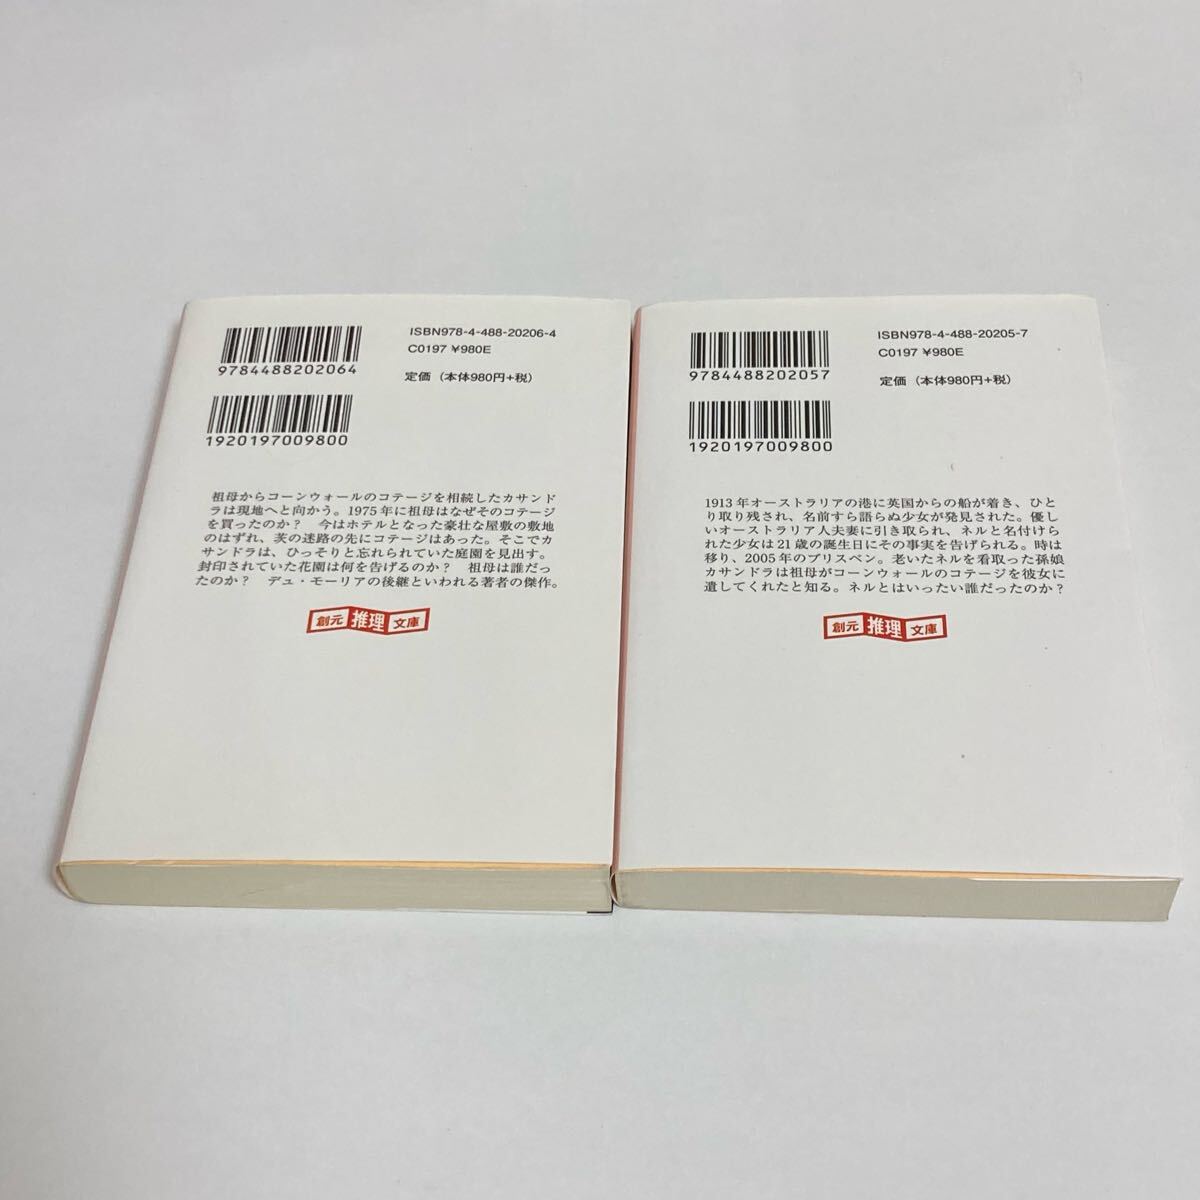 ISBN978-4-488-20206-4
C0197 ¥980E
定価（本体980円+税）
9784488202064
1920197009800
祖母からコーンウォールのコテージを相続したカサンド
ラは現地へと向かう。1975年に祖母はなぜそのコテージ
を買ったのか？　今はホテルとなった豪壮な屋敷の敷地
のはずれ、茨の迷路の先にコテージはあった。そこでカ
サンドラは、ひっそりと忘れられていた庭園を見出す。
封印されていた花園は何を告げるのか？　祖母は誰だっ
たのか？　デュ・モーリアの後継といわれる著者の傑作。
創元 推理 文庫
ISBN978-4-488-20205-7
C0197 ¥980E
定価（本体980円+税）
9784488202057
1920197009800
1913年オーストラリアの港に英国からの船が着き、ひと
り取り残され、名前すら語らぬ少女が発見された。優し
いオーストラリア人夫妻に引き取られ、ネルと名付けら
れた少女は21歳の誕生日にその事実を告げられる。時は
移り、2005年のブリスベン。老いたネルを看取った孫娘
カサンドラは祖母がコーンウォールのコテージを彼女に
遺してくれたと知る。ネルとはいったい誰だったのか？
創元 推理 文庫